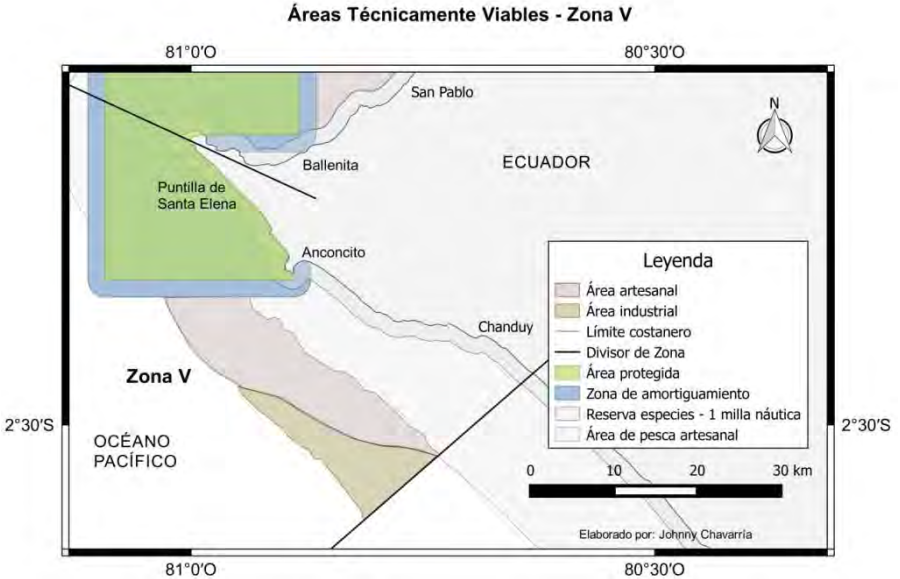 Áreas Técnicamente Viables - Zona V
81°0'O
80°30'O
San Pablo
N
Ballenita
ECUADOR
Puntilla de
Santa Elena
Anconcito
Leyenda
Área artesanal
Área industrial
Límite costanero
Divisor de Zona
Área protegida
Zona de amortiguamiento
Reserva especies - 1 milla náutica
Área de pesca artesanal
Chanduy
Zona V
2°30'S
2°30'S
OCÉANO
PACÍFICO
0
10
20
30 km
Elaborado por: Johnny Chavarría
81°0'O
80°30'O